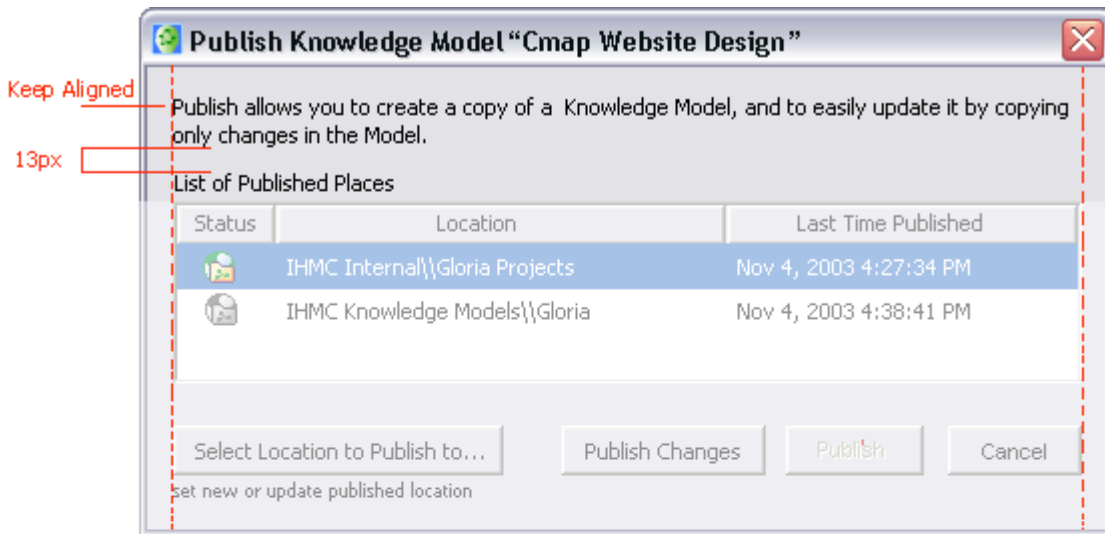 Publish Knowledge Model “Cmap Website Design”
Keep Aligned
Publish allows you to create a copy of a Knowledge Model, and to easily update it by copying
only changes in the Model.
13px
List of Published Places
Status Location Last Time Published
IHMC Internal\\Gloria Projects Nov 4, 2003 4:27:34 PM
IHMC Knowledge Models\\Gloria Nov 4, 2003 4:38:41 PM
Select Location to Publish to... Publish Changes Publish Cancel
set new or update published location